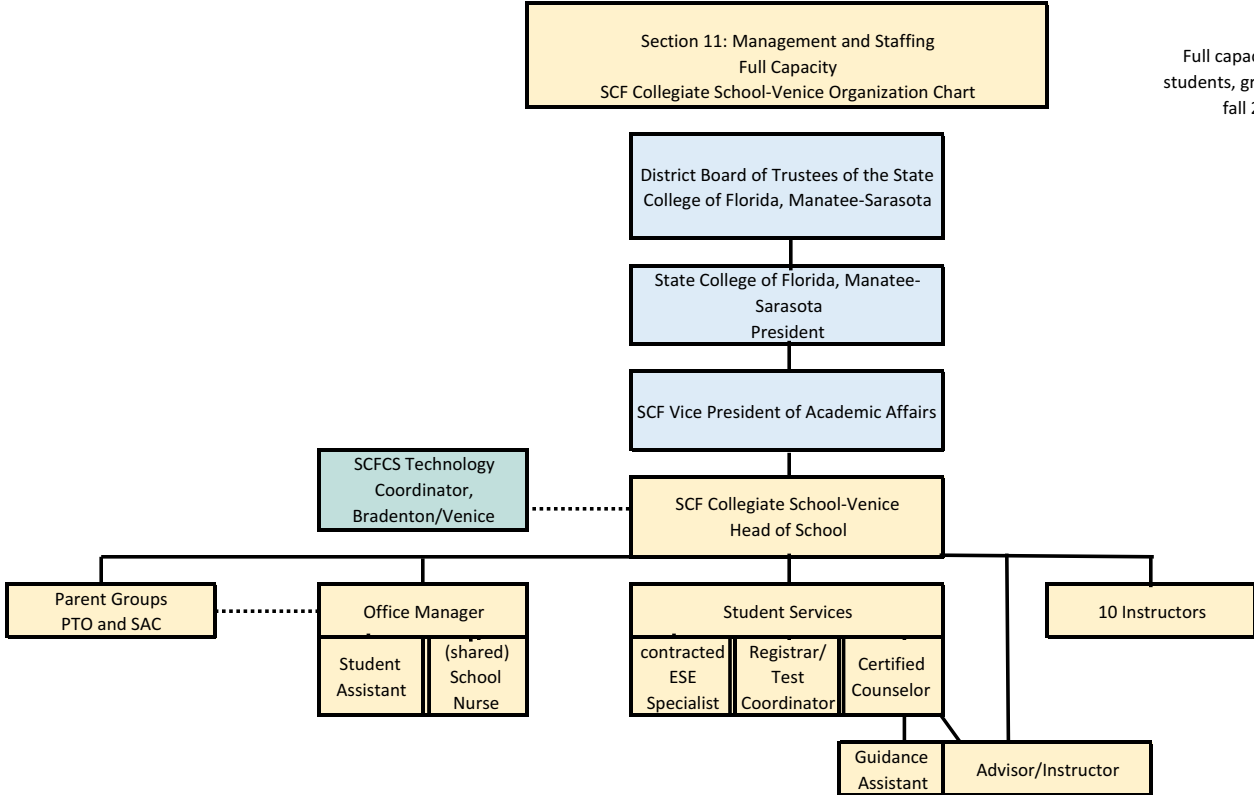 Section 11: Management and Staffing
Full Capacity
SCF Collegiate School-Venice Organization Chart
Full
students,
fall
District Board of Trustees of the State
College of Florida, Manatee-Sarasota
State College of Florida, Manatee-
Sarasota
President
SCF Vice President of Academic Affairs
SCFCS Technology
Coordinator,
Bradenton/Venice
SCF Collegiate School-Venice
Head of School
Parent Groups
PTO and SAC
Office Manager
Student Services
10 Instructors
Student
Assistant
(shared)
School
Nurse
contracted
ESE
Specialist
Registrar/
Test
Coordinator
Certified
Counselor
Guidance
Assistant
Advisor/Instructor